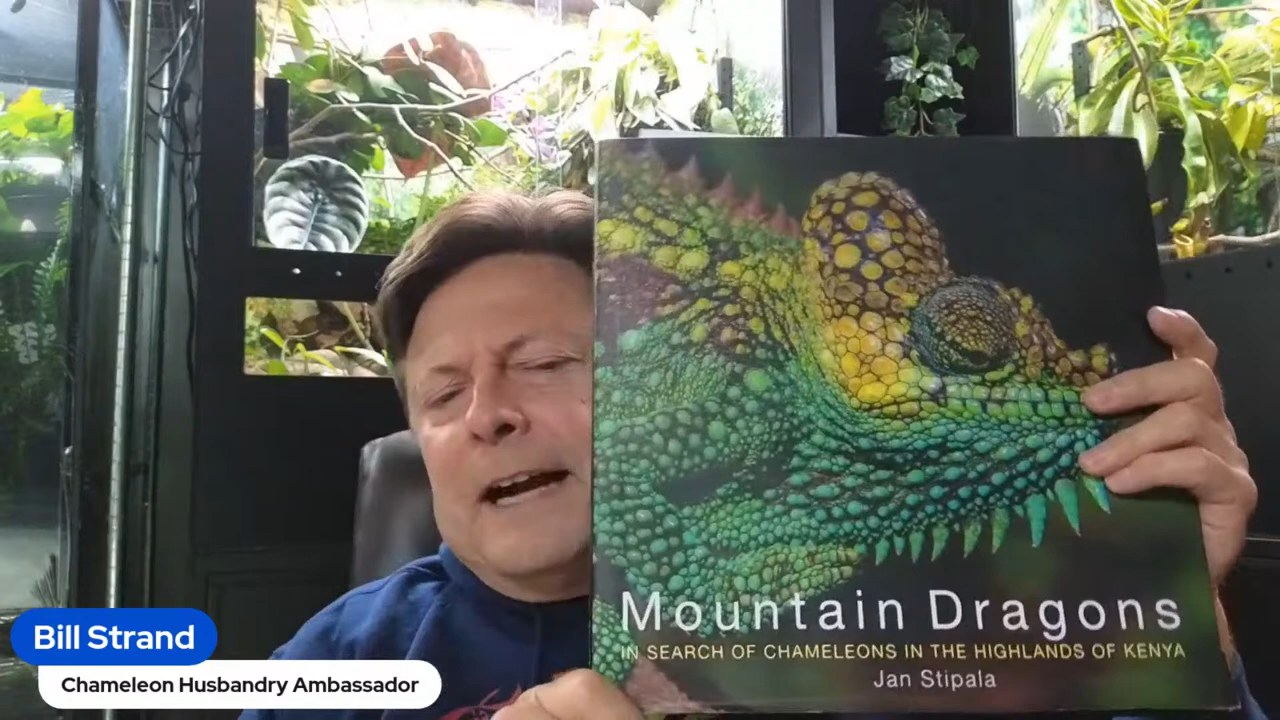 Mountain Dragons
IN SEARCH OF CHAMELEONS IN THE HIGHLANDS OF KENYA
Jan Stipala
Bill Strand
Chameleon Husbandry Ambassador